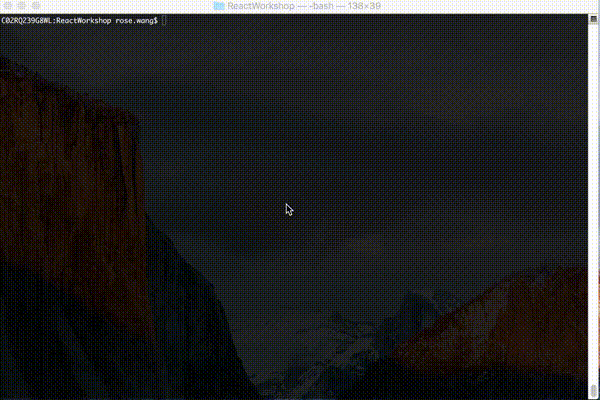 ReactWorkshop — -bash — 138×39
C02RQ239G8WL:ReactWorkshop rose.wang$